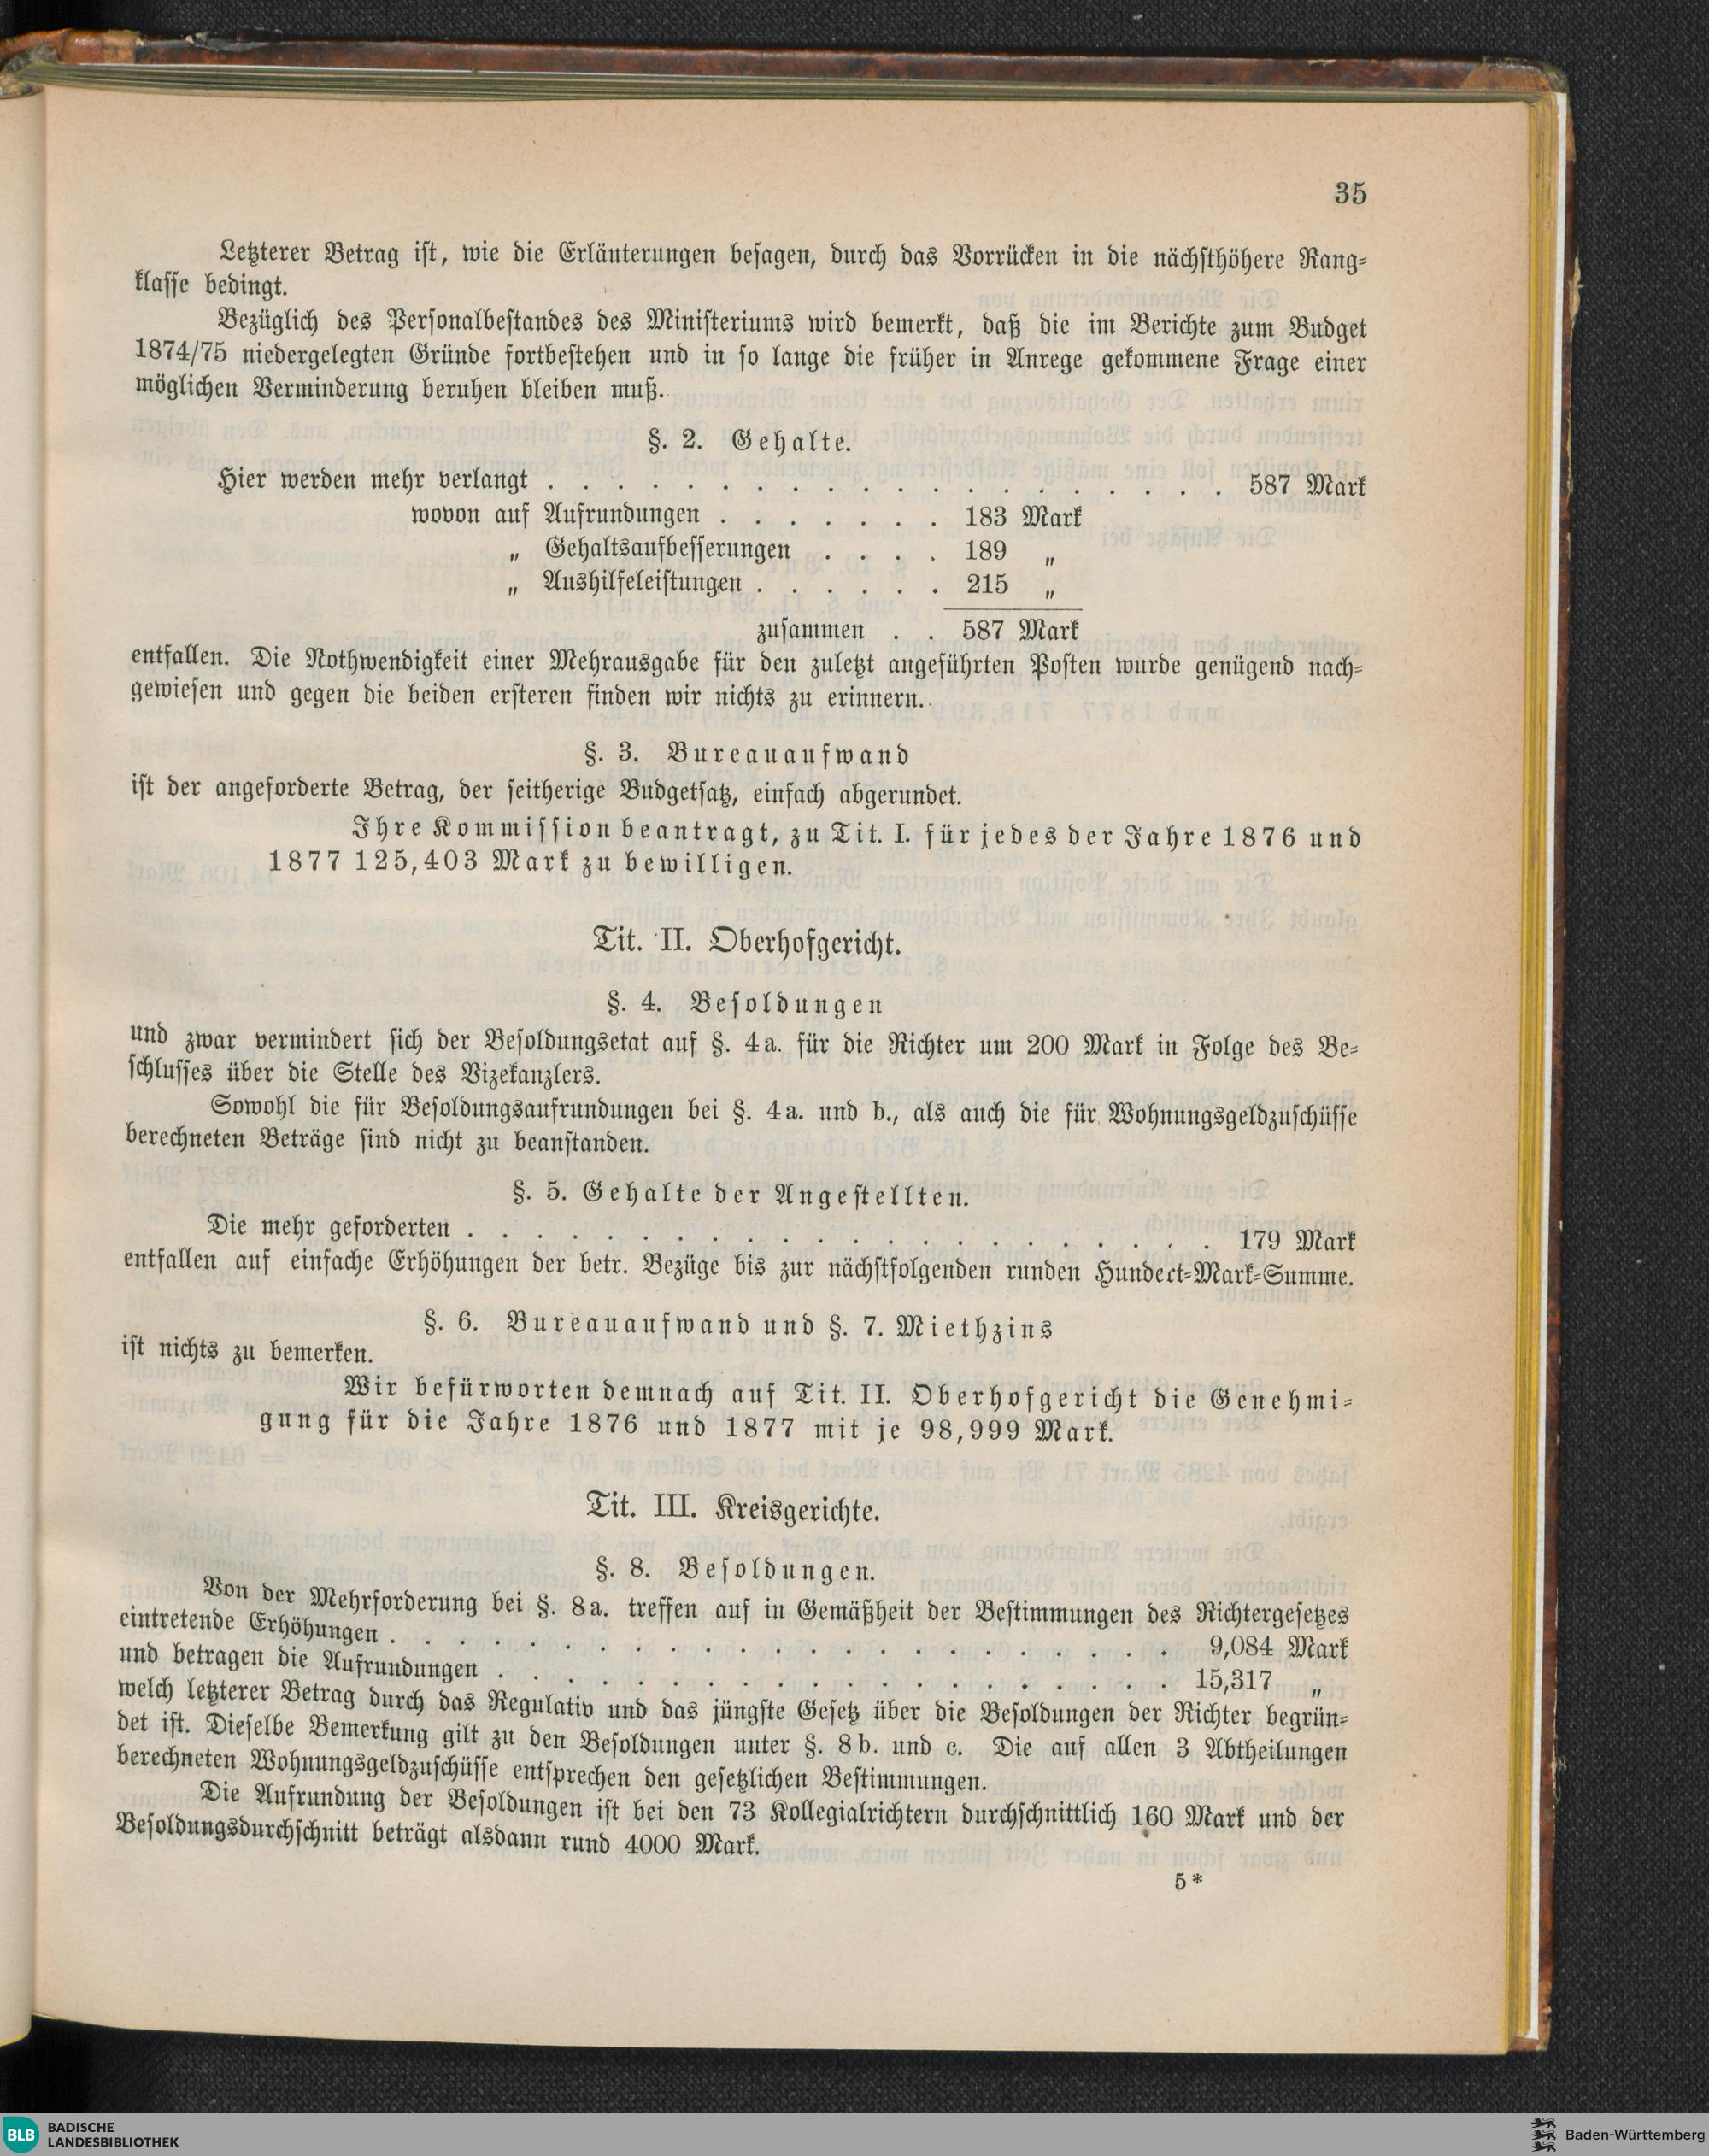 35
Letzterer Betrag ist, wie die Erläuterungen besagen, durch das Vorrücken in die nächsthöhere Rang-
klasse bedingt.
Bezüglich des Personalbestandes des Ministeriums wird bemerkt, daß die im Berichte zum Budget
1874/75 niedergelegten Gründe fortbestehen und in so lange die früher in Anrege gekommene Frage einer
möglichen Verminderung beruhen bleiben muß.
§. 2. Gehalte.
Hier werden mehr verlangt . . . . . . . . . . . . . . . . . . . . 587 Mark
wovon auf Aufrundungen . . . . . . . 183 Mark
„ Gehaltsaufbesserungen . . . . 189 „
„ Aushilfeleistungen . . . . . . 215 „
zusammen . . 587 Mark
entfallen. Die Nothwendigkeit einer Mehrausgabe für den zuletzt angeführten Posten wurde genügend nach-
gewiesen und gegen die beiden ersteren finden wir nichts zu erinnern.
§. 3. Bureauaufwand
ist der angeforderte Betrag, der seitherige Budgetsatz, einfach abgerundet.
Ihre Kommission beantragt, zu Tit. I. für jedes der Jahre 1876 und
1877 125,403 Mark zu bewilligen.
Tit. II. Oberhofgericht.
§. 4. Besoldungen
und zwar vermindert sich der Besoldungsetat auf §. 4a. für die Richter um 200 Mark in Folge des Be-
schlusses über die Stelle des Vizekanzlers.
Sowohl die für Besoldungsaufrundungen bei §. 4a. und b., als auch die für Wohnungsgeldzuschüsse
berechneten Beträge sind nicht zu beanstanden.
§. 5. Gehalte der Angestellten.
Die mehr geforderten . . . . . . . . . . . . . . . . . . . . . . 179 Mark
entfallen auf einfache Erhöhungen der betr. Bezüge bis zur nächstfolgenden runden Hundert-Mark-Summe.
§. 6. Bureauaufwand und §. 7. Miethzins
ist nichts zu bemerken.
Wir befürworten demnach auf Tit. II. Oberhofgericht die Genehmi-
gung für die Jahre 1876 und 1877 mit je 98,999 Mark.
Tit. III. Kreisgerichte.
§. 8. Besoldungen.
Von der Mehrforderung bei §. 8a. treffen auf in Gemäßheit der Bestimmungen des Richtergesetzes
eintretende Erhöhungen . . . . . . . . . . . . . . . . . . . . . . . 9,084 Mark
und betragen die Aufrundungen . . . . . . . . . . . . . . . . . . . . 15,317 „
welch letzterer Betrag durch das Regulativ und das jüngste Gesetz über die Besoldungen der Richter begrün-
det ist. Dieselbe Bemerkung gilt zu den Besoldungen unter §. 8b. und c. Die auf allen 3 Abtheilungen
berechneten Wohnungsgeldzuschüsse entsprechen den gesetzlichen Bestimmungen.
Die Aufrundung der Besoldungen ist bei den 73 Kollegialrichtern durchschnittlich 160 Mark und der
Besoldungsdurchschnitt beträgt alsdann rund 4000 Mark.
5*
BLB BADISCHE
LANDESBIBLIOTHEK
Baden-Württemberg